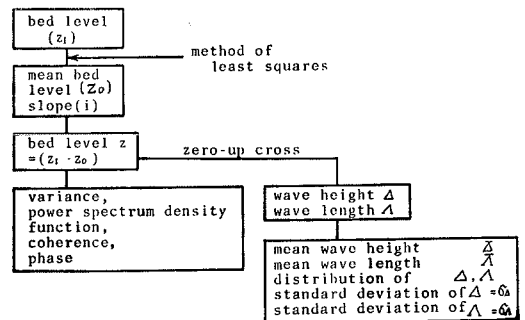 bed level
(z₁)
method of
least squares
mean bed
level (Z₀)
slope(i)
bed level z
=(z₁ - z₀)
zero-up cross
variance,
power spectrum density
function,
coherence,
phase
wave height Δ
wave length Λ
mean wave height Δ̄
mean wave length Λ̄
distribution of Δ, Λ
standard deviation of Δ =σ_Δ
standard deviation of Λ =σ_Λ